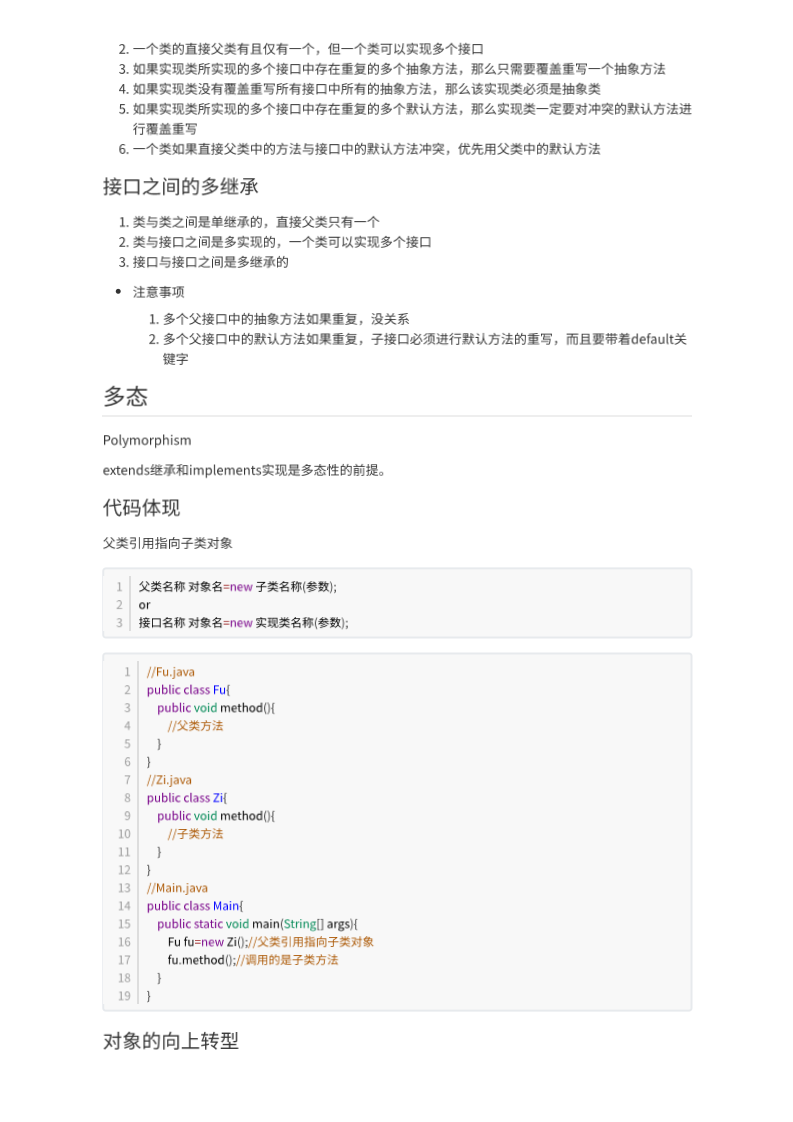 2. 一个类的直接父类有且仅有一个，但一个类可以实现多个接口
3. 如果实现类所实现的多个接口中存在重复的多个抽象方法，那么只需要覆盖重写一个抽象方法
4. 如果实现类没有覆盖重写所有接口中所有的抽象方法，那么该实现类必须是抽象类
5. 如果实现类所实现的多个接口中存在重复的多个默认方法，那么实现类一定要对冲突的默认方法进
行覆盖重写
6. 一个类如果直接父类中的方法与接口中的默认方法冲突，优先用父类中的默认方法
接口之间的多继承
1. 类与类之间是单继承的，直接父类只有一个
2. 类与接口之间是多实现的，一个类可以实现多个接口
3. 接口与接口之间是多继承的
• 注意事项
1. 多个父接口中的抽象方法如果重复，没关系
2. 多个父接口中的默认方法如果重复，子接口必须进行默认方法的重写，而且要带着default关
键字
多态
Polymorphism
extends继承和implements实现是多态性的前提。
代码体现
父类引用指向子类对象
1 父类名称 对象名=new 子类名称(参数);
2 or
3 接口名称 对象名=new 实现类名称(参数);
1 //Fu.java
2 public class Fu{
3 public void method(){
4 //父类方法
5 }
6 }
7 //Zi.java
8 public class Zi{
9 public void method(){
10 //子类方法
11 }
12 }
13 //Main.java
14 public class Main{
15 public static void main(String[] args){
16 Fu fu=new Zi();//父类引用指向子类对象
17 fu.method();//调用的是子类方法
18 }
19 }
对象的向上转型